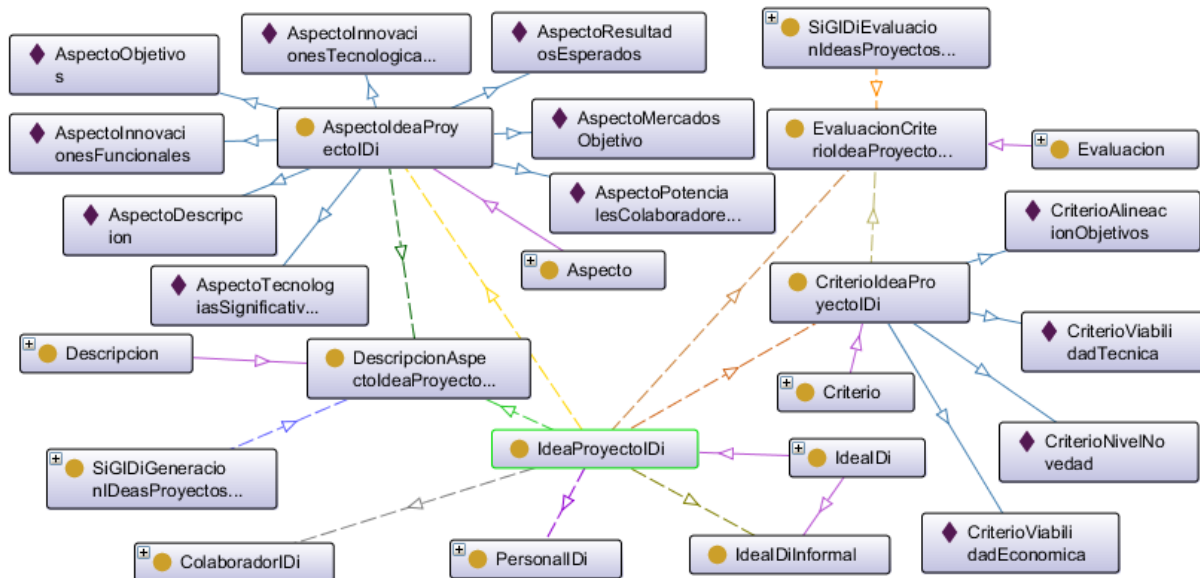 AspectoObjetivo
s
AspectoInnovaci
onesTecnologica...
AspectoResultad
osEsperados
SiGIDiEvaluacio
nIdeasProyectos...
AspectoInnovaci
onesFuncionales
AspectoIdeaProy
ectoIDi
AspectoMercados
Objetivo
EvaluacionCrite
rioIdeaProyecto...
Evaluacion
AspectoDescripc
ion
AspectoPotencia
lesColaboradore...
CriterioAlineac
ionObjetivos
AspectoTecnolog
iasSignificativ...
Aspecto
CriterioIdeaPro
yectoIDi
Descripcion
DescripcionAspe
ctoIdeaProyecto...
CriterioViabili
dadTecnica
Criterio
SiGIDiGeneracio
nIDeasProyectos...
IdeaProyectoIDi
IdeaIDi
CriterioNivelNo
vedad
ColaboradorIDi
PersonalIDi
IdeaIDiInformal
CriterioViabili
dadEconomica